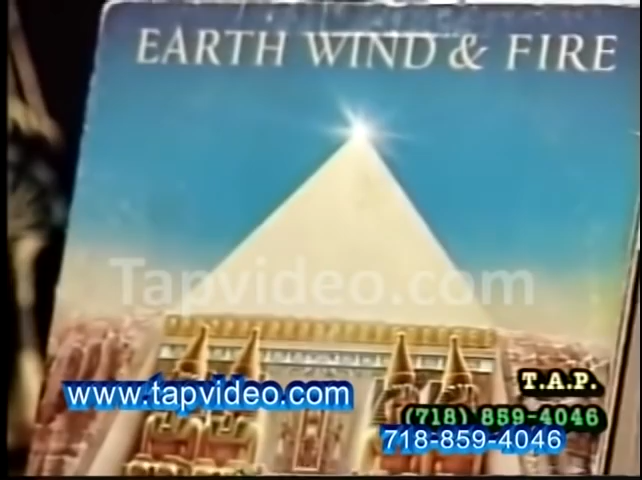 EARTH WIND & FIRE
Tapvideo.com
T.A.P.
www.tapvideo.com
(718) 859-4046
718-859-4046